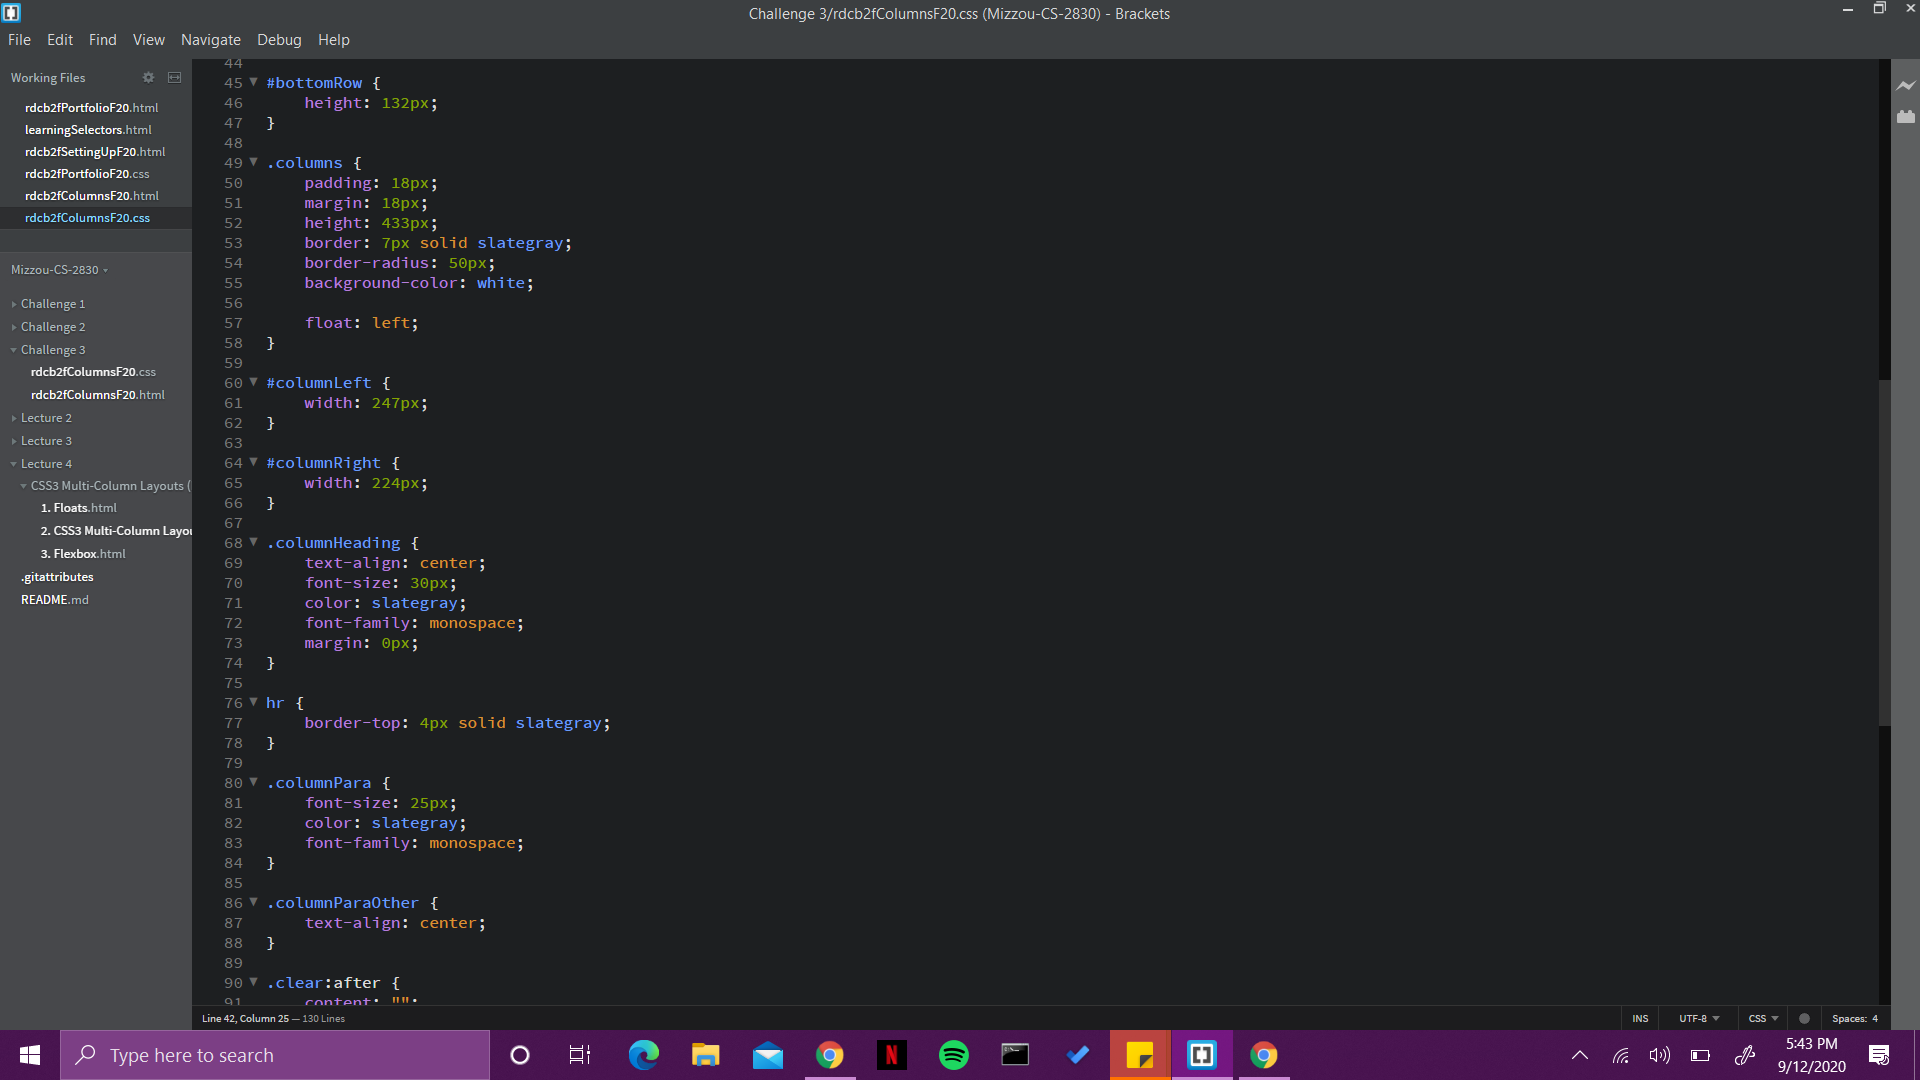 Challenge 3/rdcb2fColumnsF20.css (Mizzou-CS-2830) - Brackets
File Edit Find View Navigate Debug Help
Working Files
rdcb2fPortfolioF20.html
learningSelectors.html
rdcb2fSettingUpF20.html
rdcb2fPortfolioF20.css
rdcb2fColumnsF20.html
rdcb2fColumnsF20.css
Mizzou-CS-2830
Challenge 1
Challenge 2
Challenge 3
rdcb2fColumnsF20.css
rdcb2fColumnsF20.html
Lecture 2
Lecture 3
Lecture 4
CSS3 Multi-Column Layouts (
1. Floats.html
2. CSS3 Multi-Column Layou
3. Flexbox.html
.gitattributes
README.md
44
45 #bottomRow {
46 height: 132px;
47 }
48
49 .columns {
50 padding: 18px;
51 margin: 18px;
52 height: 433px;
53 border: 7px solid slategray;
54 border-radius: 50px;
55 background-color: white;
56
57 float: left;
58 }
59
60 #columnLeft {
61 width: 247px;
62 }
63
64 #columnRight {
65 width: 224px;
66 }
67
68 .columnHeading {
69 text-align: center;
70 font-size: 30px;
71 color: slategray;
72 font-family: monospace;
73 margin: 0px;
74 }
75
76 hr {
77 border-top: 4px solid slategray;
78 }
79
80 .columnPara {
81 font-size: 25px;
82 color: slategray;
83 font-family: monospace;
84 }
85
86 .columnParaOther {
87 text-align: center;
88 }
89
90 .clear:after {
91 content: "";
Line 42, Column 25 — 130 Lines
INS UTF-8 CSS Spaces: 4
Type here to search
N
5:43 PM
9/12/2020